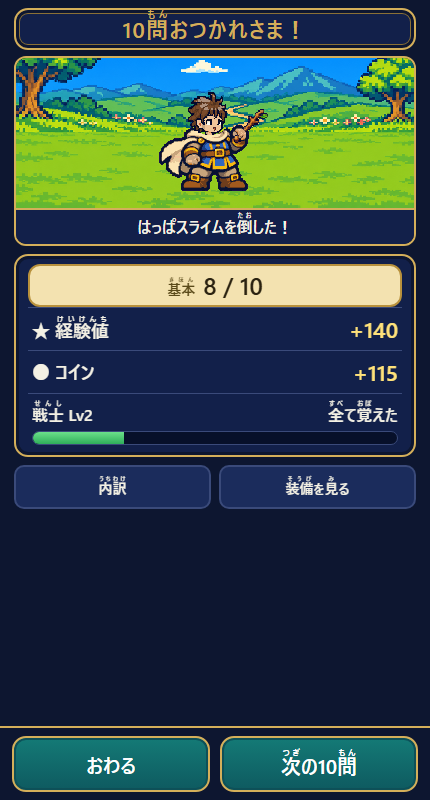 10問おつかれさま！
はっぱスライムを倒した！
基本 8 / 10
★ 経験値 +140
コイン +115
戦士 Lv2 全て覚えた
内訳 装備を見る
おわる 次の10問